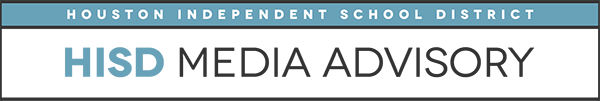 HOUSTON INDEPENDENT SCHOOL DISTRICT
HISD MEDIA ADVISORY